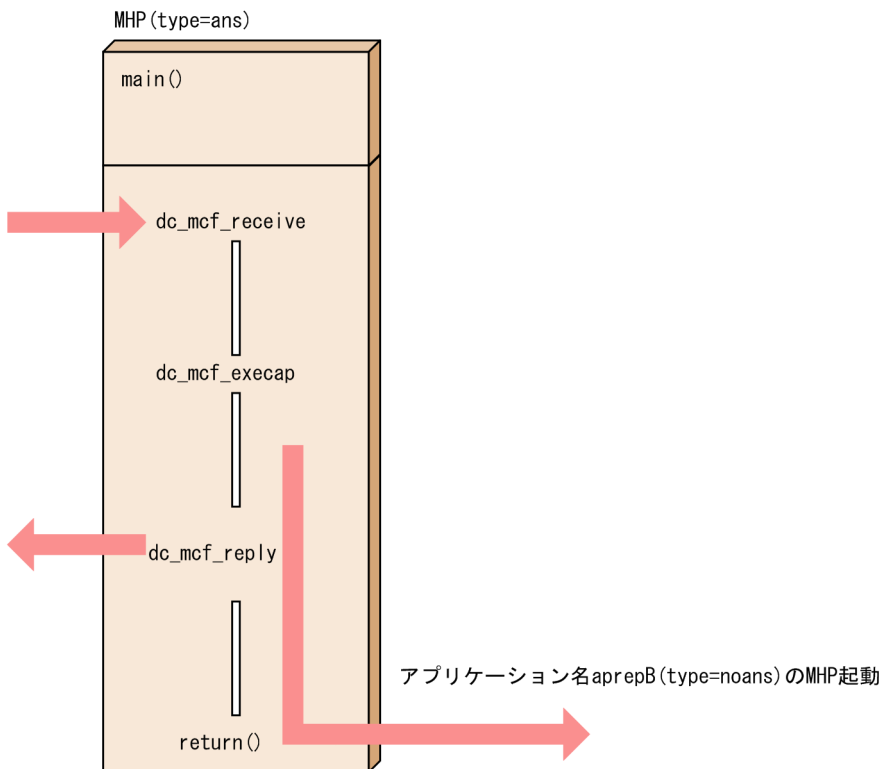 MHP(type=ans)
main()
dc_mcf_receive
dc_mcf_execap
dc_mcf_reply
アプリケーション名aprepB(type=noans)のMHP起動
return()